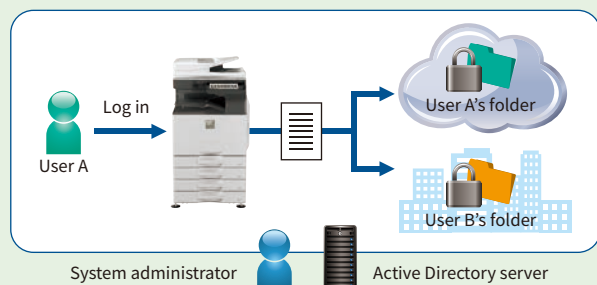 User A's folder
Log in
User A
User B's folder
System administrator
Active Directory server